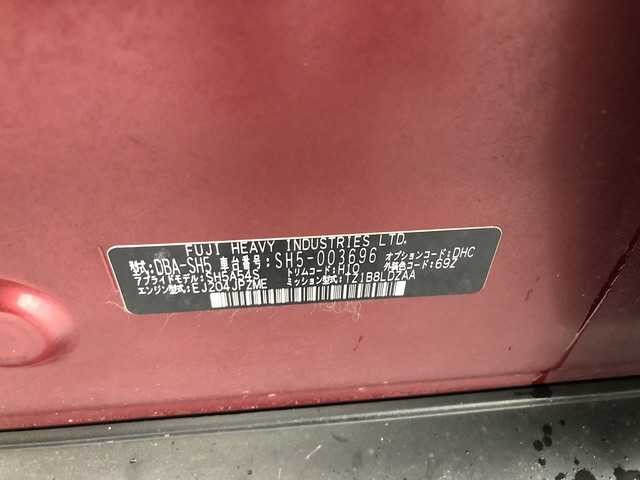 FUJI HEAVY INDUSTRIES LTD.
型式:DBA-SH5 車台番号:SH5-003696 オプションコード:DHC
アプライドモデル:SH5A54S トリムコード:H10 外装色コード:69Z
エンジン型式:EJ204JPZME ミッション型式:TZ1B8LDZAA